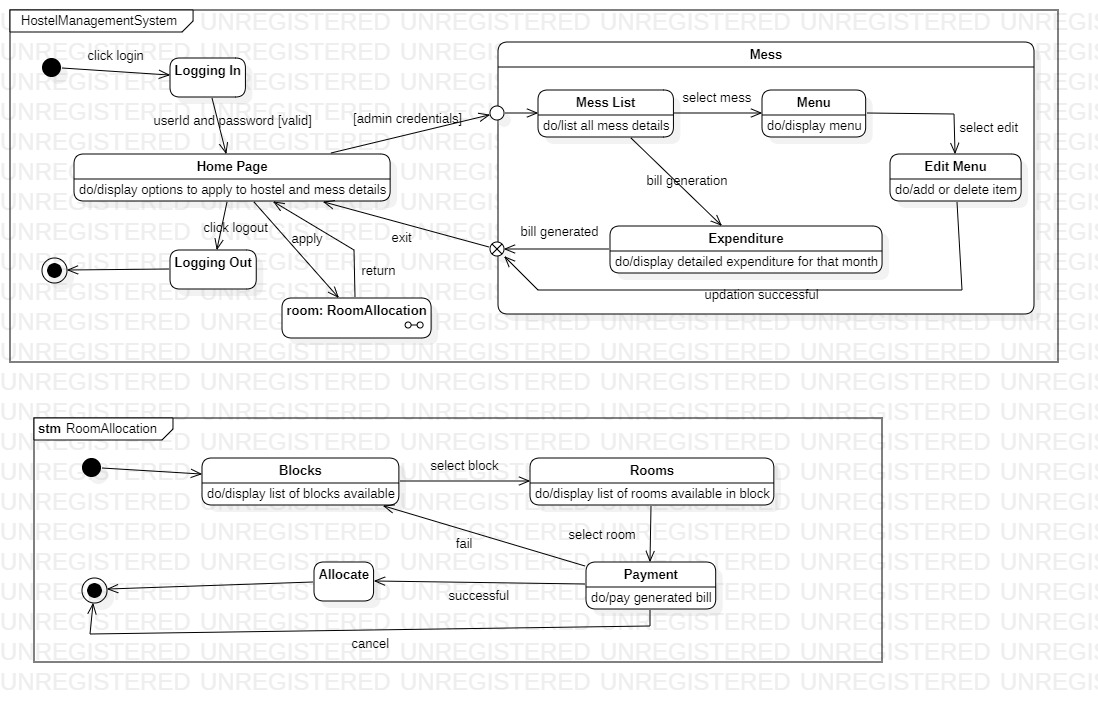 HostelManagementSystem
click login
Logging In
userId and password [valid]
[admin credentials]
Home Page
do/display options to apply to hostel and mess details
click logout
apply
exit
return
Logging Out
room: RoomAllocation
Mess
Mess List
do/list all mess details
select mess
Menu
do/display menu
select edit
Edit Menu
do/add or delete item
bill generation
bill generated
Expenditure
do/display detailed expenditure for that month
updation successful
stm RoomAllocation
Blocks
do/display list of blocks available
select block
Rooms
do/display list of rooms available in block
select room
fail
Allocate
successful
Payment
do/pay generated bill
cancel
UNREGISTERED